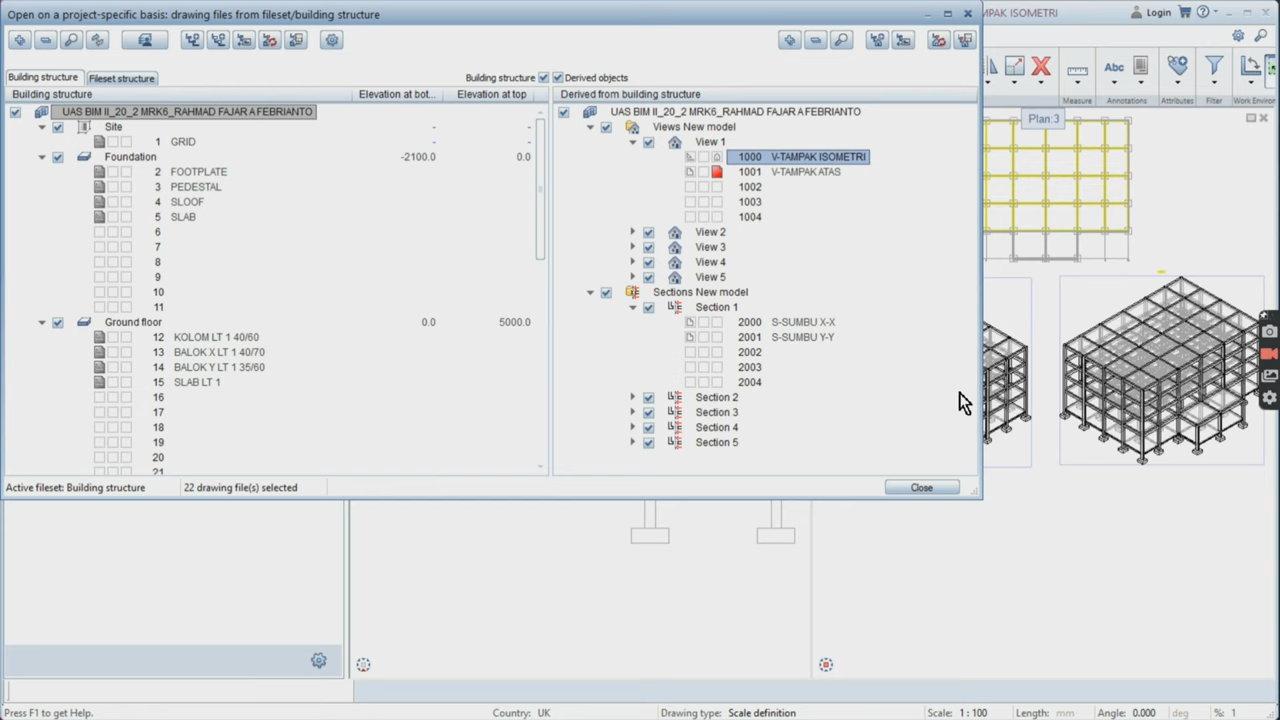 Open on a project-specific basis: drawing files from fileset/building structure
MPAK ISOMETRI
Login
Building structure
Fileset structure
Building structure
Derived objects
Abc
Measure
Annotations
Attributes
Filter
Work Environ
Building structure
Elevation at bot...
Elevation at top
Derived from building structure
UAS BIM II_20_2 MRK6_RAHMAD FAJAR A FEBRIANTO
-
-
Site
-
-
1 GRID
Foundation
-2100.0
0.0
2 FOOTPLATE
3 PEDESTAL
4 SLOOF
5 SLAB
6
7
8
9
10
11
Ground floor
0.0
5000.0
12 KOLOM LT 1 40/60
13 BALOK X LT 1 40/70
14 BALOK Y LT 1 35/60
15 SLAB LT 1
16
17
18
19
20
21
UAS BIM II_20_2 MRK6_RAHMAD FAJAR A FEBRIANTO
Views New model
View 1
1000 V-TAMPAK ISOMETRI
1001 V-TAMPAK ATAS
1002
1003
1004
View 2
View 3
View 4
View 5
Sections New model
Section 1
2000 S-SUMBU X-X
2001 S-SUMBU Y-Y
2002
2003
2004
Section 2
Section 3
Section 4
Section 5
Plan:3
Active fileset: Building structure
22 drawing file(s) selected
Close
Press F1 to get Help.
Country: UK
Drawing type: Scale definition
Scale: 1 : 100
Length: mm
Angle: 0.000
deg
%: 1